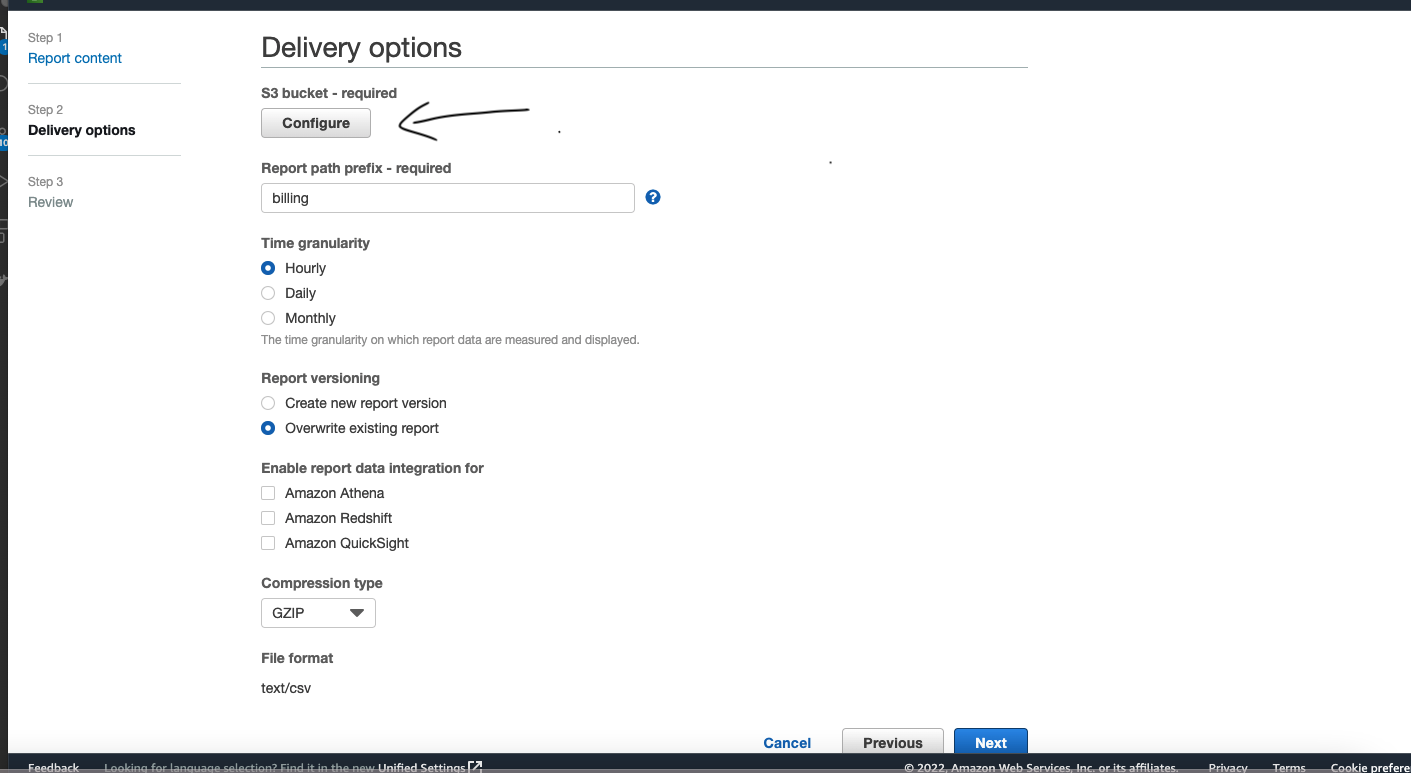 Step 1
Report content
Step 2
Delivery options
Step 3
Review
Delivery options
S3 bucket - required
Configure
Report path prefix - required
billing
?
Time granularity
Hourly
Daily
Monthly
The time granularity on which report data are measured and displayed.
Report versioning
Create new report version
Overwrite existing report
Enable report data integration for
Amazon Athena
Amazon Redshift
Amazon QuickSight
Compression type
GZIP
File format
text/csv
Cancel Previous Next
Feedback Looking for language selection? Find it in the new Unified Settings © 2022, Amazon Web Services, Inc. or its affiliates. Privacy Terms Cookie prefere